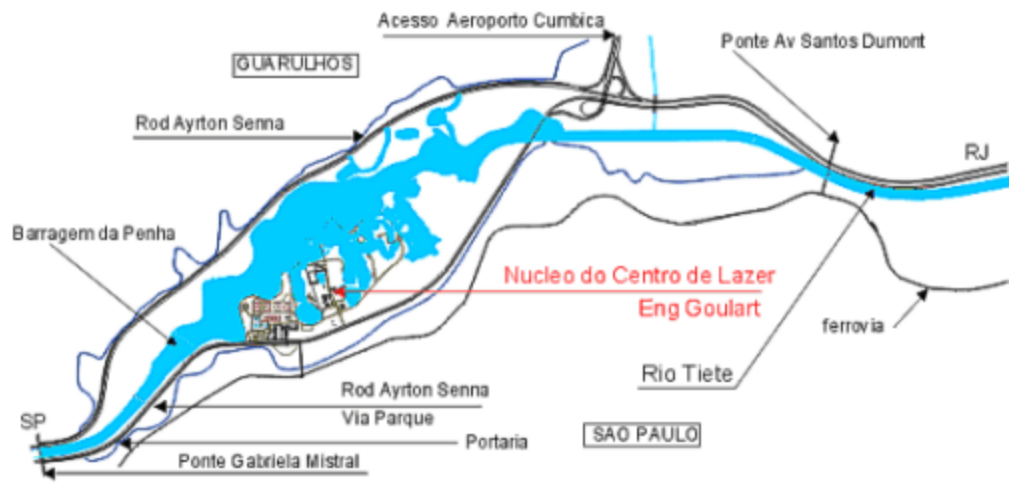 Acesso Aeroporto Cumbica
Ponte Av Santos Dumont
GUARULHOS
Rod Ayrton Senna
RJ
Barragem da Penha
Nucleo do Centro de Lazer
Eng Goulart
ferrovia
Rio Tiete
Rod Ayrton Senna
Via Parque
SP
SAO PAULO
Portaria
Ponte Gabriela Mistral